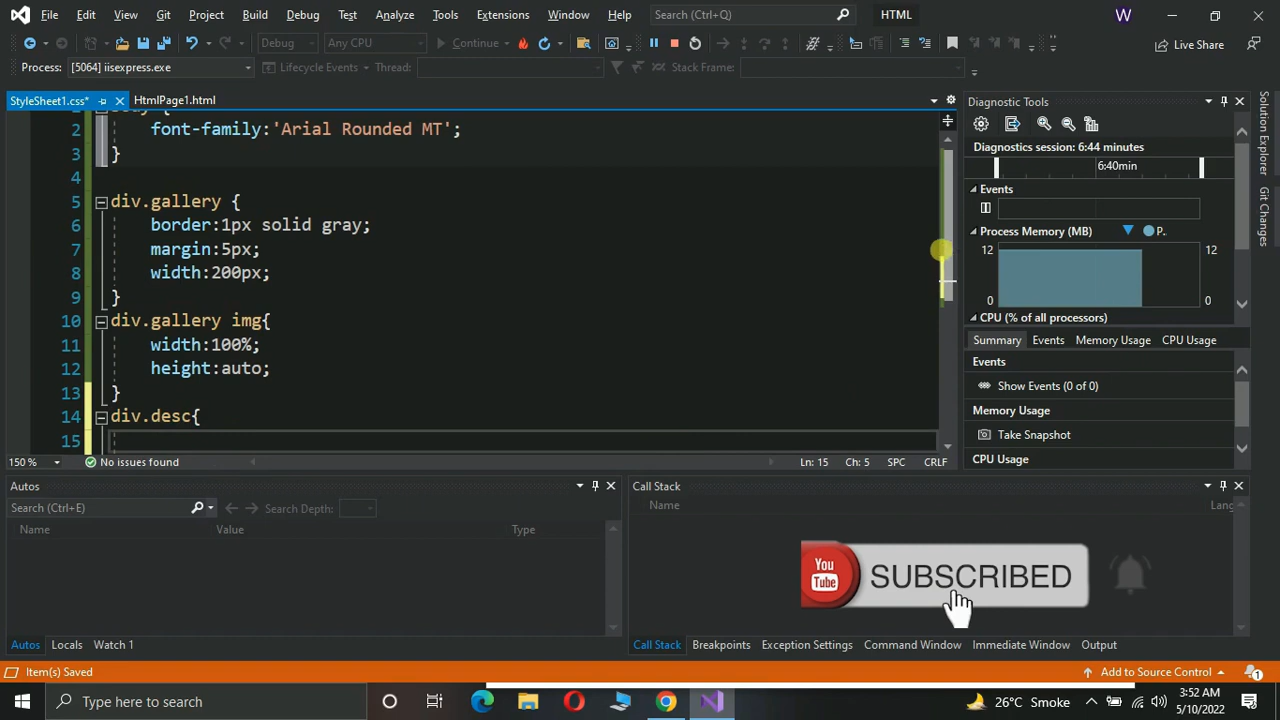 File Edit View Git Project Build Debug Test Analyze Tools Extensions Window Help Search (Ctrl+Q) HTML W
Debug Any CPU Continue Live Share
Process: [5064] iisexpress.exe Lifecycle Events Thread: Stack Frame:
StyleSheet1.css* HtmlPage1.html
2 font-family:'Arial Rounded MT';
3 }
4
5 div.gallery {
6 border:1px solid gray;
7 margin:5px;
8 width:200px;
9 }
10 div.gallery img{
11 width:100%;
12 height:auto;
13 }
14 div.desc{
15
150 % No issues found Ln: 15 Ch: 5 SPC CRLF
Diagnostic Tools
Diagnostics session: 6:44 minutes
6:40min
Events
Process Memory (MB) P..
12 12
0 0
CPU (% of all processors)
Summary Events Memory Usage CPU Usage
Events
Show Events (0 of 0)
Memory Usage
Take Snapshot
CPU Usage
Solution Explorer
Git Changes
Autos
Search (Ctrl+E) Search Depth:
Name Value Type
Autos Locals Watch 1
Call Stack
Name Lang
You
Tube
SUBSCRIBED
Call Stack Breakpoints Exception Settings Command Window Immediate Window Output
Item(s) Saved Add to Source Control 1
Type here to search 26°C Smoke 3:52 AM
5/10/2022